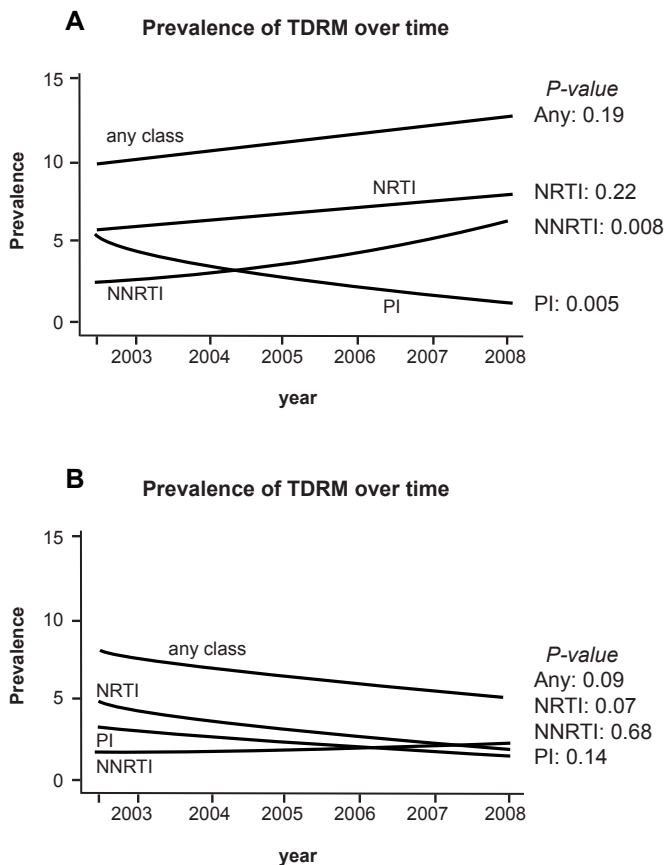 A
Prevalence of TDRM over time
15
10
5
0
Prevalence
any class
NRTI
NNRTI
PI
P-value
Any: 0.19
NRTI: 0.22
NNRTI: 0.008
PI: 0.005
2003 2004 2005 2006 2007 2008
year
B
Prevalence of TDRM over time
15
10
5
0
Prevalence
any class
NRTI
PI
NNRTI
P-value
Any: 0.09
NRTI: 0.07
NNRTI: 0.68
PI: 0.14
2003 2004 2005 2006 2007 2008
year